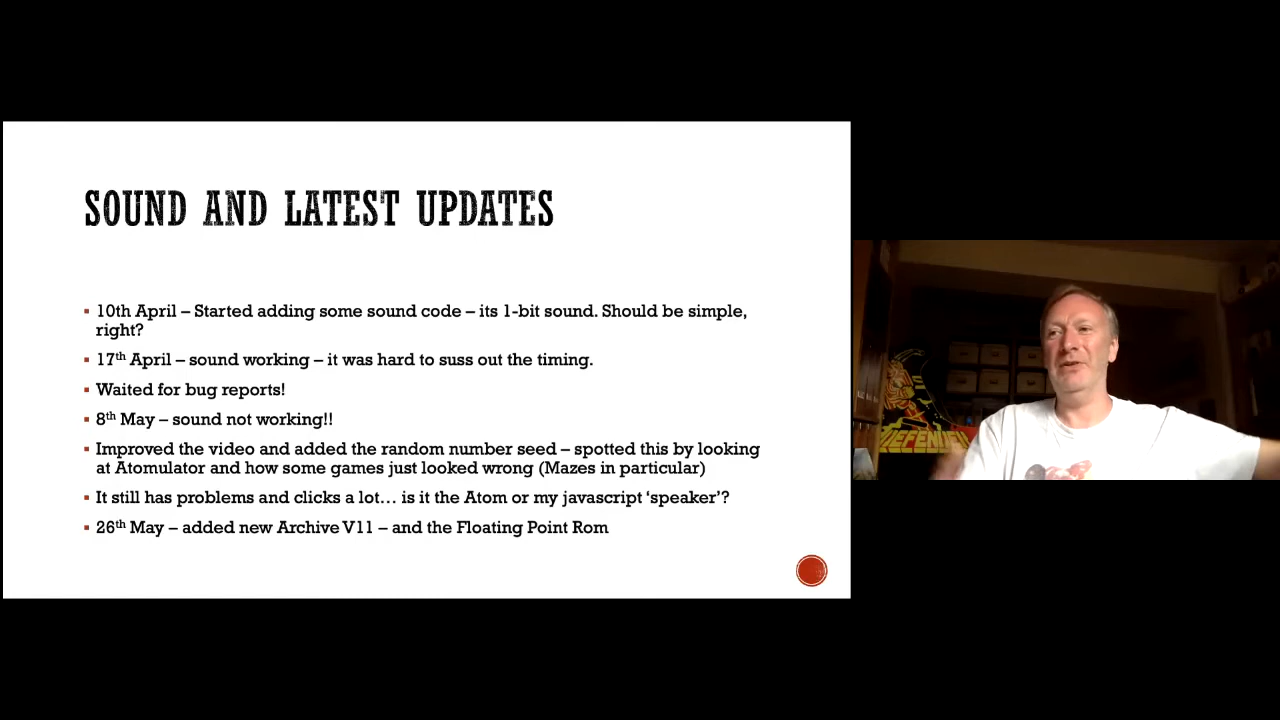 SOUND AND LATEST UPDATES
▪ 10th April – Started adding some sound code – its 1-bit sound. Should be simple,
right?
▪ 17th April – sound working – it was hard to suss out the timing.
▪ Waited for bug reports!
▪ 8th May – sound not working!!
▪ Improved the video and added the random number seed – spotted this by looking
at Atomulator and how some games just looked wrong (Mazes in particular)
▪ It still has problems and clicks a lot... is it the Atom or my javascript ‘speaker’?
▪ 26th May – added new Archive V11 – and the Floating Point Rom
DEFENDER